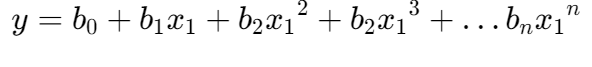 y = b₀ + b₁x₁ + b₂x₁² + b₂x₁³ + … bₙx₁ⁿ